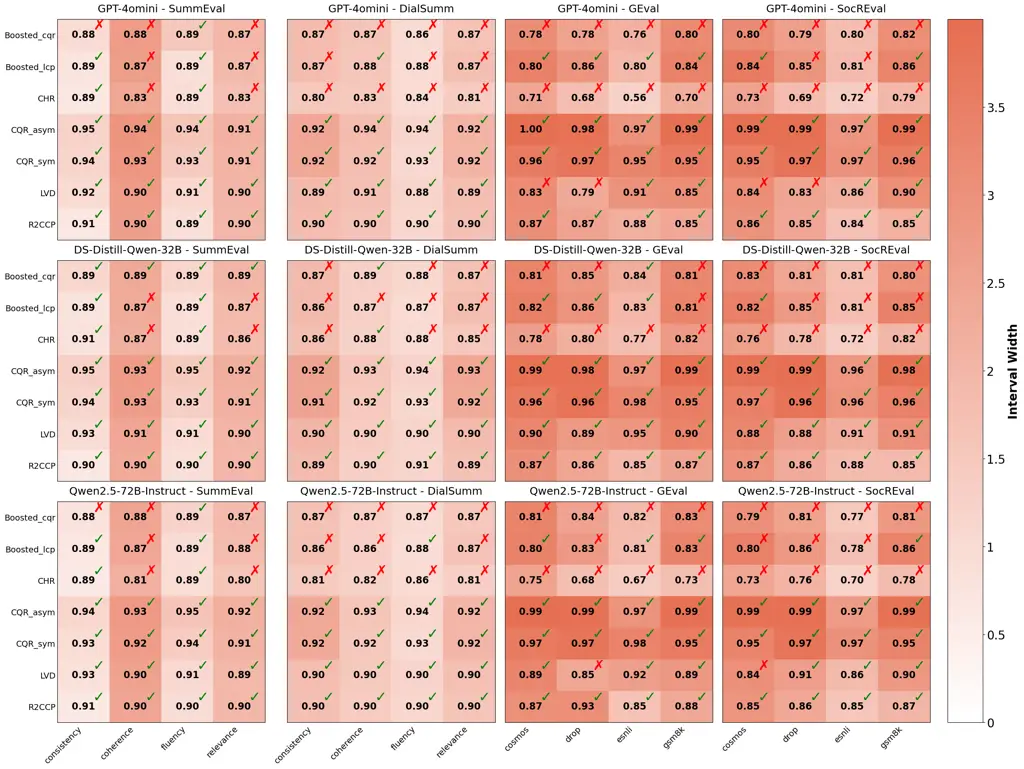 GPT-4omini - SummEval GPT-4omini - DialSumm GPT-4omini - GEval GPT-4omini - SocREval
Boosted_cqr 0.88 0.88 0.89 0.87 0.87 0.87 0.86 0.87 0.78 0.78 0.76 0.80 0.80 0.79 0.80 0.82
Boosted_lcp 0.89 0.87 0.89 0.87 0.87 0.88 0.88 0.87 0.80 0.86 0.80 0.84 0.84 0.85 0.81 0.86
CHR 0.89 0.83 0.89 0.83 0.80 0.83 0.84 0.81 0.71 0.68 0.56 0.70 0.73 0.69 0.72 0.79
CQR_asym 0.95 0.94 0.94 0.91 0.92 0.94 0.94 0.92 1.00 0.98 0.97 0.99 0.99 0.99 0.97 0.99
CQR_sym 0.94 0.93 0.93 0.91 0.92 0.92 0.93 0.92 0.96 0.97 0.95 0.95 0.95 0.97 0.97 0.96
LVD 0.92 0.90 0.91 0.90 0.89 0.91 0.88 0.89 0.83 0.79 0.91 0.85 0.84 0.83 0.86 0.90
R2CCP 0.91 0.90 0.89 0.90 0.90 0.90 0.90 0.90 0.87 0.87 0.88 0.85 0.86 0.85 0.84 0.85
DS-Distill-Qwen-32B - SummEval DS-Distill-Qwen-32B - DialSumm DS-Distill-Qwen-32B - GEval DS-Distill-Qwen-32B - SocREval
Boosted_cqr 0.89 0.89 0.89 0.89 0.87 0.89 0.88 0.87 0.81 0.85 0.84 0.81 0.83 0.81 0.81 0.80
Boosted_lcp 0.89 0.87 0.89 0.87 0.86 0.87 0.87 0.87 0.82 0.86 0.83 0.81 0.82 0.85 0.81 0.85
CHR 0.91 0.87 0.89 0.86 0.86 0.88 0.88 0.85 0.78 0.80 0.77 0.82 0.76 0.78 0.72 0.82
CQR_asym 0.95 0.93 0.95 0.92 0.92 0.93 0.94 0.93 0.99 0.98 0.97 0.99 0.99 0.99 0.96 0.98
CQR_sym 0.94 0.93 0.93 0.91 0.91 0.92 0.93 0.92 0.96 0.96 0.98 0.95 0.97 0.96 0.96 0.96
LVD 0.93 0.91 0.91 0.90 0.90 0.90 0.90 0.90 0.90 0.89 0.95 0.90 0.88 0.88 0.91 0.91
R2CCP 0.90 0.90 0.90 0.90 0.89 0.90 0.91 0.89 0.87 0.86 0.85 0.87 0.87 0.86 0.88 0.85
Qwen2.5-72B-Instruct - SummEval Qwen2.5-72B-Instruct - DialSumm Qwen2.5-72B-Instruct - GEval Qwen2.5-72B-Instruct - SocREval
Boosted_cqr 0.88 0.88 0.89 0.87 0.87 0.87 0.87 0.87 0.81 0.84 0.82 0.83 0.79 0.81 0.77 0.81
Boosted_lcp 0.89 0.87 0.89 0.88 0.86 0.86 0.88 0.87 0.80 0.83 0.81 0.83 0.80 0.86 0.78 0.86
CHR 0.89 0.81 0.89 0.80 0.81 0.82 0.86 0.81 0.75 0.68 0.67 0.73 0.73 0.76 0.70 0.78
CQR_asym 0.94 0.93 0.95 0.92 0.92 0.93 0.94 0.92 0.99 0.99 0.97 0.99 0.99 0.99 0.97 0.99
CQR_sym 0.93 0.92 0.94 0.91 0.92 0.92 0.93 0.92 0.97 0.97 0.98 0.95 0.95 0.97 0.97 0.95
LVD 0.93 0.90 0.91 0.89 0.90 0.90 0.90 0.90 0.89 0.85 0.92 0.89 0.84 0.91 0.86 0.90
R2CCP 0.91 0.90 0.90 0.90 0.90 0.90 0.90 0.90 0.87 0.93 0.85 0.88 0.85 0.86 0.85 0.87
consistency coherence fluency relevance consistency coherence fluency relevance cosmos drop esnli gsm8k cosmos drop esnli gsm8k
3.5
3
2.5
2
1.5
1
0.5
0
Interval Width